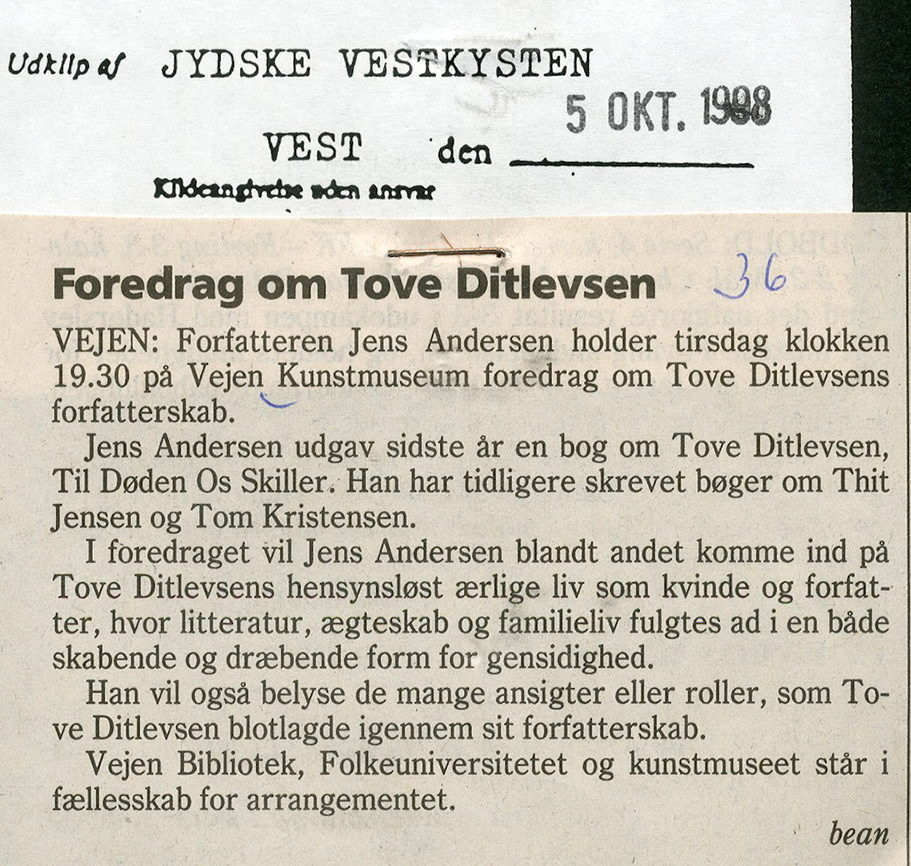 Udklip af JYDSKE VESTKYSTEN
5 OKT. 1998
VEST den
Kildeangivelse uden ansvar
Foredrag om Tove Ditlevsen 36
VEJEN: Forfatteren Jens Andersen holder tirsdag klokken
19.30 på Vejen Kunstmuseum foredrag om Tove Ditlevsens
forfatterskab.
Jens Andersen udgav sidste år en bog om Tove Ditlevsen,
Til Døden Os Skiller. Han har tidligere skrevet bøger om Thit
Jensen og Tom Kristensen.
I foredraget vil Jens Andersen blandt andet komme ind på
Tove Ditlevsens hensynsløst ærlige liv som kvinde og forfat-
ter, hvor litteratur, ægteskab og familieliv fulgtes ad i en både
skabende og dræbende form for gensidighed.
Han vil også belyse de mange ansigter eller roller, som To-
ve Ditlevsen blotlagde igennem sit forfatterskab.
Vejen Bibliotek, Folkeuniversitetet og kunstmuseet står i
fællesskab for arrangementet.
bean